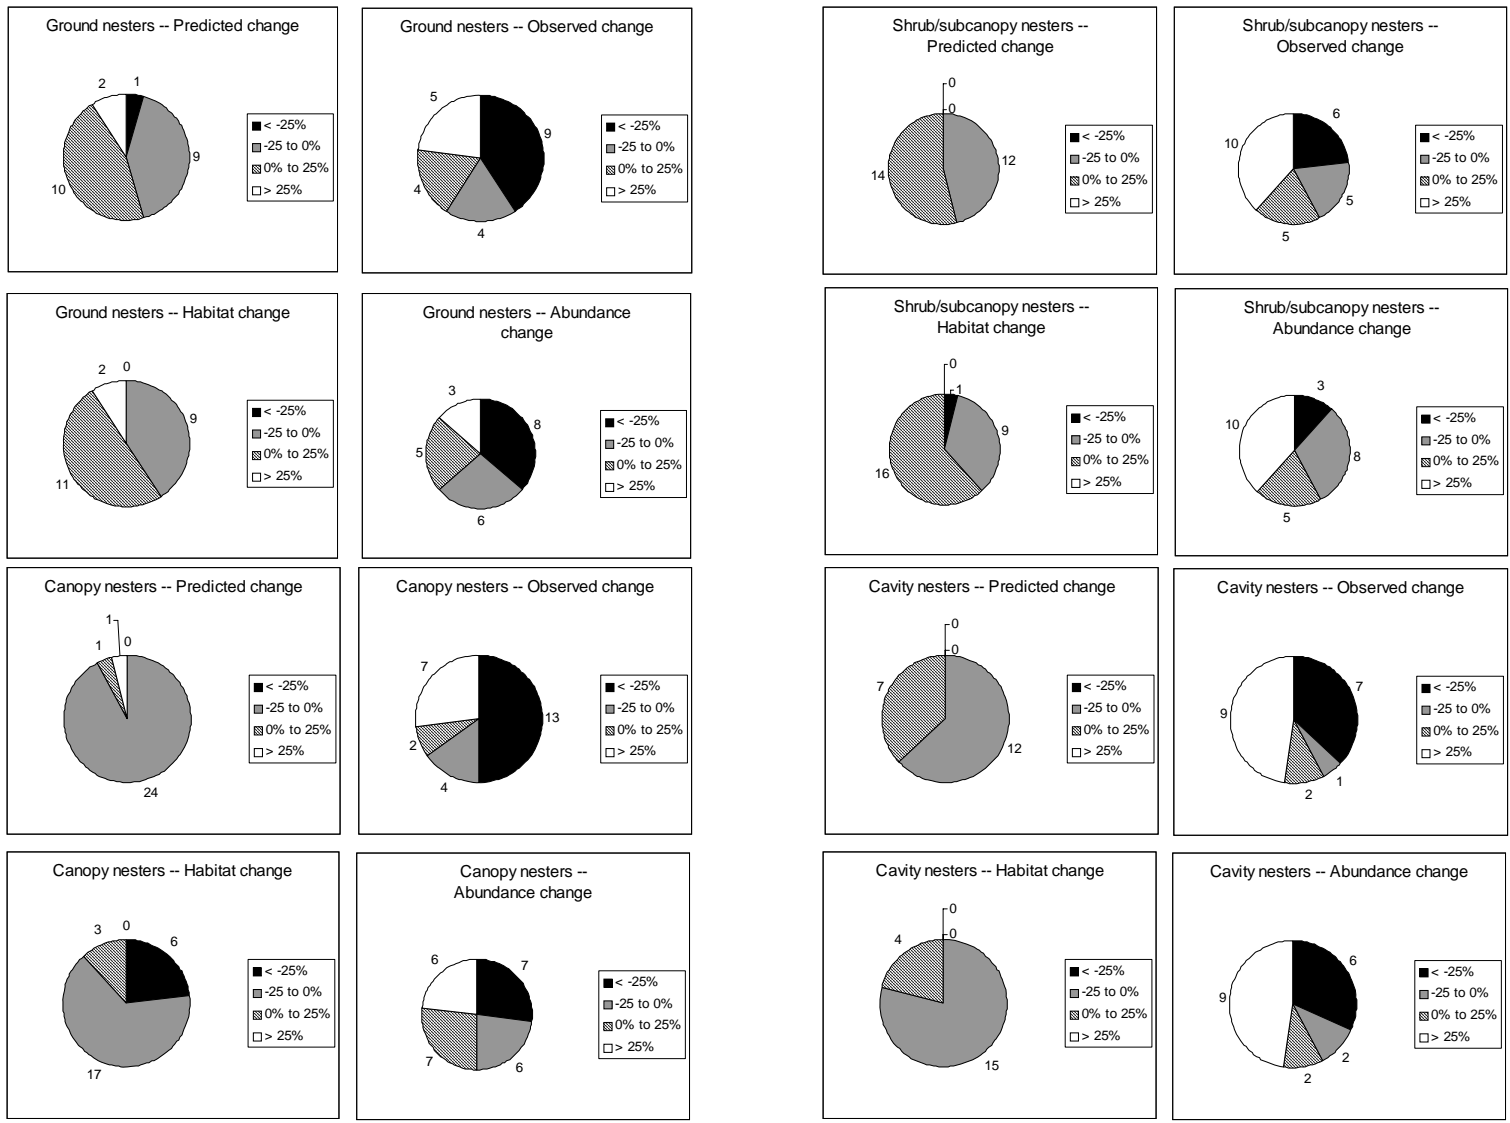 Ground nesters -- Predicted change
2
1
9
10
< -25%
-25 to 0%
0% to 25%
> 25%
Ground nesters -- Observed change
5
9
4
4
< -25%
-25 to 0%
0% to 25%
> 25%
Shrub/subcanopy nesters --
Predicted change
0
0
12
14
< -25%
-25 to 0%
0% to 25%
> 25%
Shrub/subcanopy nesters --
Observed change
6
10
5
5
< -25%
-25 to 0%
0% to 25%
> 25%
Ground nesters -- Habitat change
2
0
9
11
< -25%
-25 to 0%
0% to 25%
> 25%
Ground nesters -- Abundance
change
3
8
5
6
< -25%
-25 to 0%
0% to 25%
> 25%
Shrub/subcanopy nesters --
Habitat change
0
1
9
16
< -25%
-25 to 0%
0% to 25%
> 25%
Shrub/subcanopy nesters --
Abundance change
3
10
8
5
< -25%
-25 to 0%
0% to 25%
> 25%
Canopy nesters -- Predicted change
1
1
0
24
< -25%
-25 to 0%
0% to 25%
> 25%
Canopy nesters -- Observed change
7
13
2
4
< -25%
-25 to 0%
0% to 25%
> 25%
Cavity nesters -- Predicted change
0
0
7
12
< -25%
-25 to 0%
0% to 25%
> 25%
Cavity nesters -- Observed change
7
9
1
2
< -25%
-25 to 0%
0% to 25%
> 25%
Canopy nesters -- Habitat change
3
0
6
17
< -25%
-25 to 0%
0% to 25%
> 25%
Canopy nesters --
Abundance change
6
7
7
6
< -25%
-25 to 0%
0% to 25%
> 25%
Cavity nesters -- Habitat change
0
0
4
15
< -25%
-25 to 0%
0% to 25%
> 25%
Cavity nesters -- Abundance change
6
9
2
2
< -25%
-25 to 0%
0% to 25%
> 25%